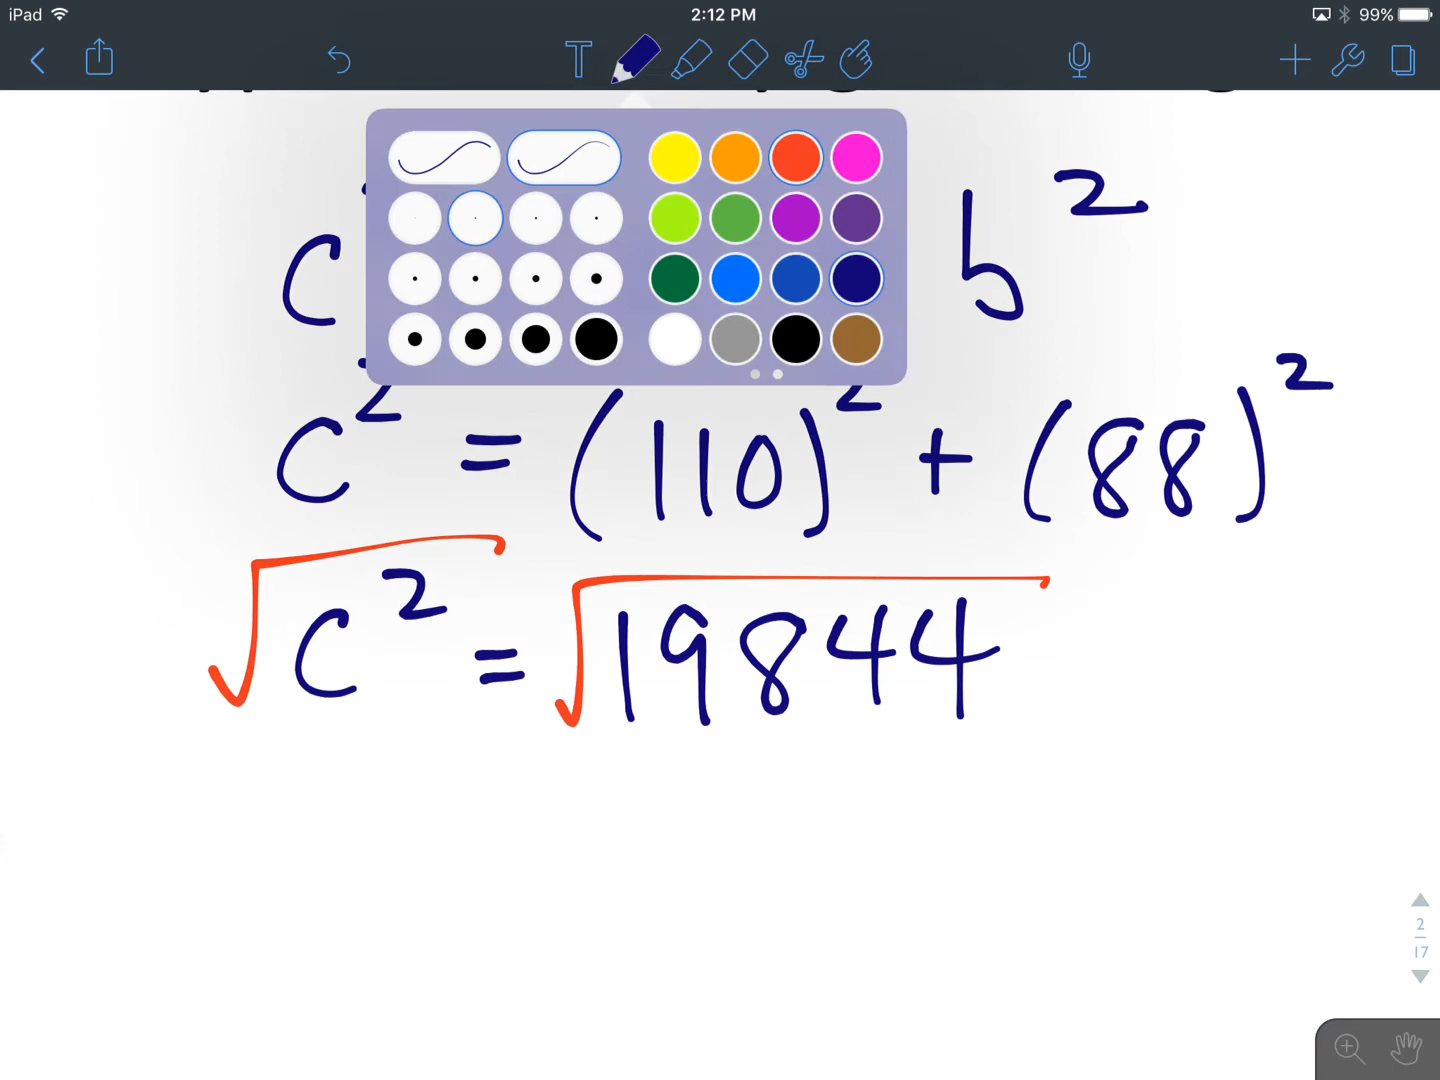 iPad 2:12 PM 99%
T
c b²
c² = (110)² + (88)²
√c² = √19844
2
17